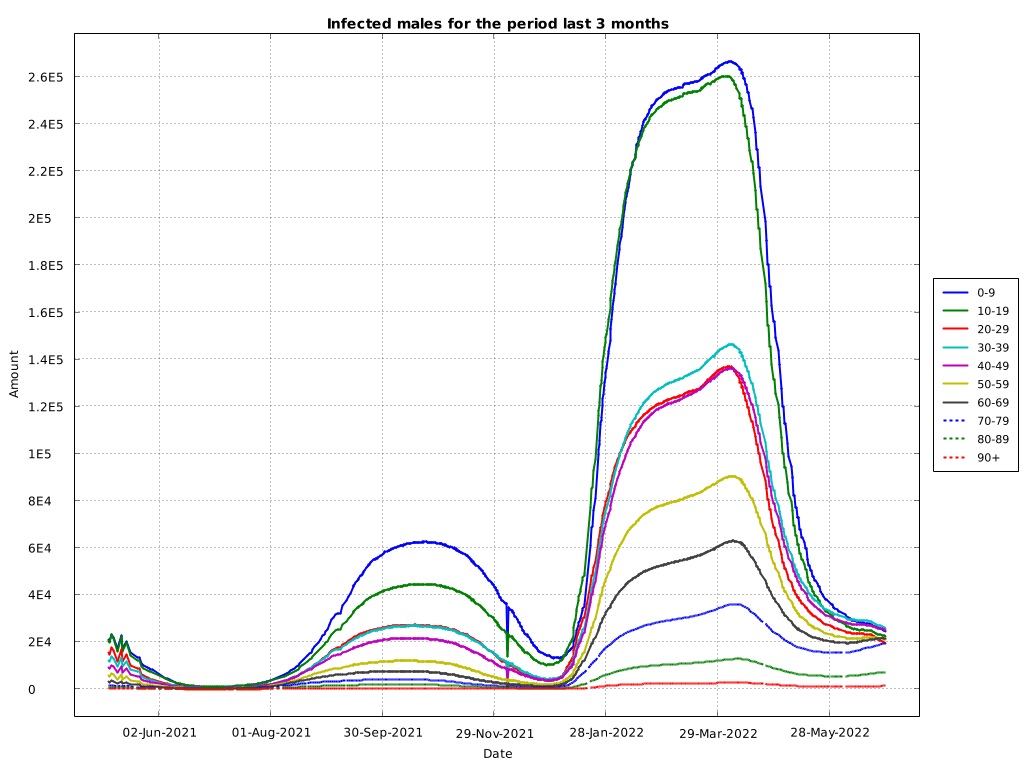 Infected males for the period last 3 months
2.6E5
2.4E5
2.2E5
2E5
1.8E5
1.6E5
1.4E5
1.2E5
1E5
8E4
6E4
4E4
2E4
0
Amount
02-Jun-2021
01-Aug-2021
30-Sep-2021
29-Nov-2021
28-Jan-2022
29-Mar-2022
28-May-2022
Date
0-9
10-19
20-29
30-39
40-49
50-59
60-69
70-79
80-89
90+